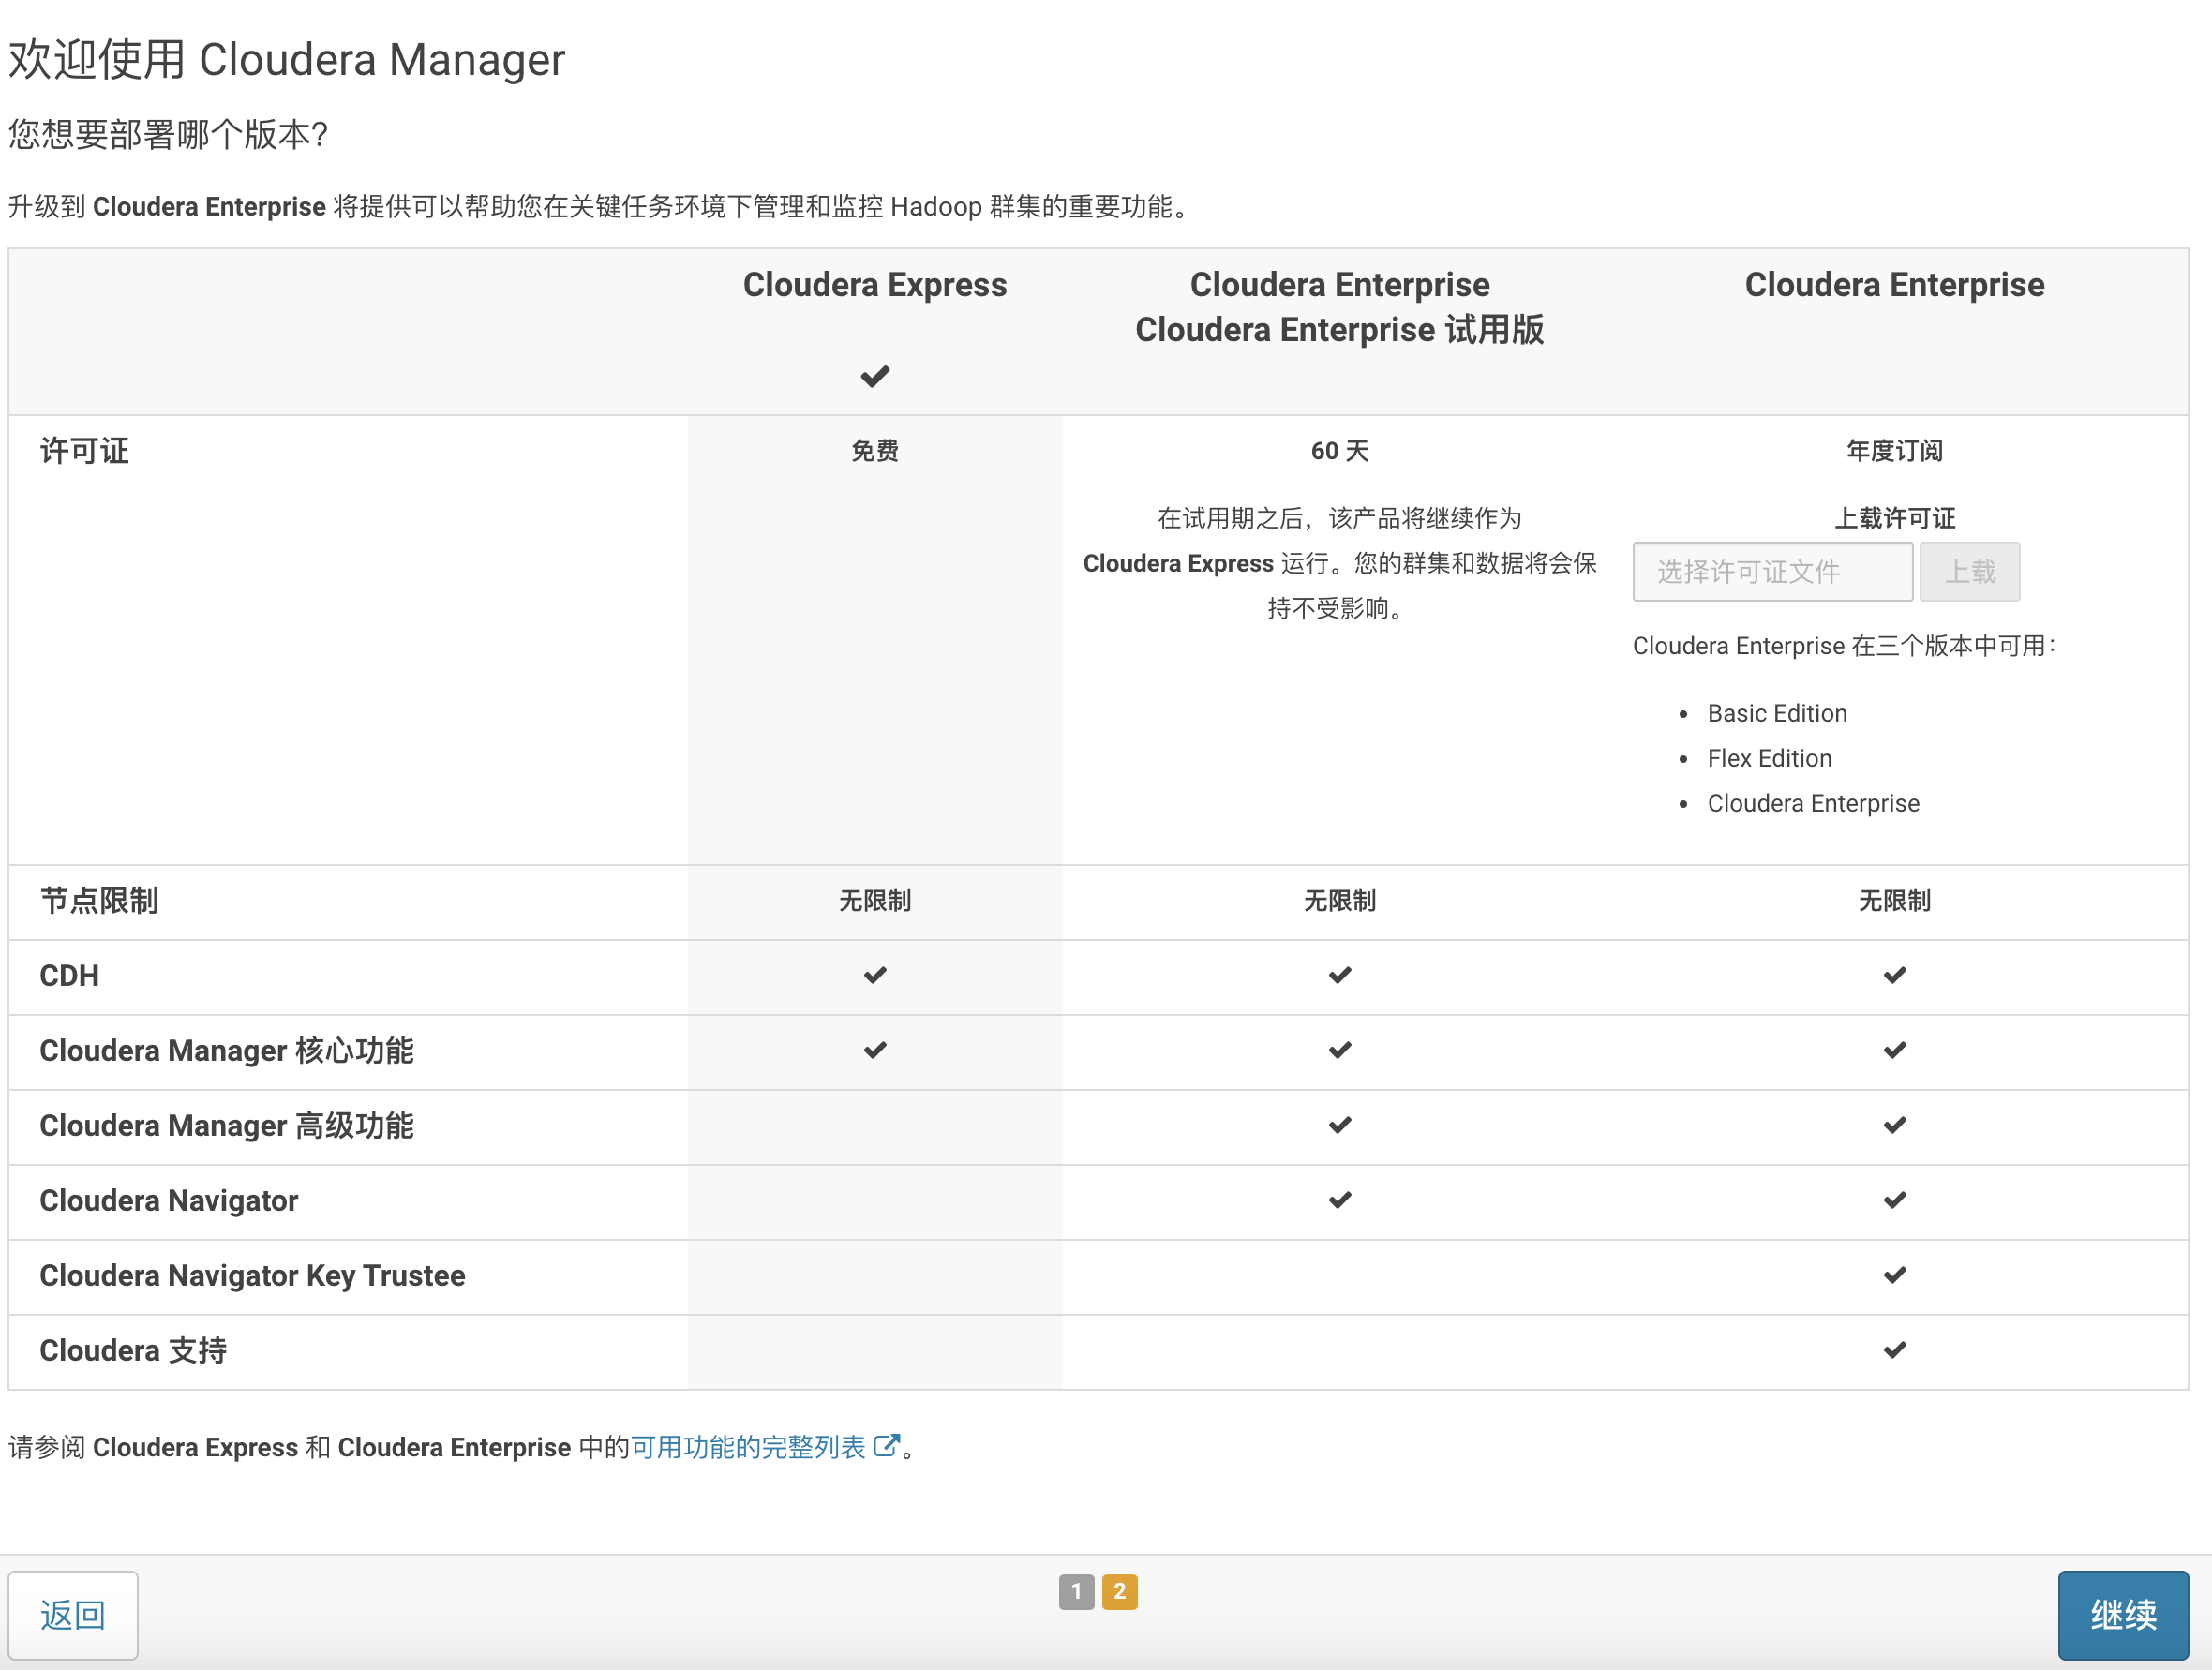 欢迎使用 Cloudera Manager
您想要部署哪个版本?
升级到 Cloudera Enterprise 将提供可以帮助您在关键任务环境下管理和监控 Hadoop 群集的重要功能。
Cloudera Express
Cloudera Enterprise
Cloudera Enterprise 试用版
Cloudera Enterprise
许可证
免费
60 天
在试用期之后，该产品将继续作为
Cloudera Express 运行。您的群集和数据将会保
持不受影响。
年度订阅
上载许可证
选择许可证文件 上载
Cloudera Enterprise 在三个版本中可用：
• Basic Edition
• Flex Edition
• Cloudera Enterprise
节点限制 无限制 无限制 无限制
CDH
Cloudera Manager 核心功能
Cloudera Manager 高级功能
Cloudera Navigator
Cloudera Navigator Key Trustee
Cloudera 支持
请参阅 Cloudera Express 和 Cloudera Enterprise 中的可用功能的完整列表。
返回 1 2 继续